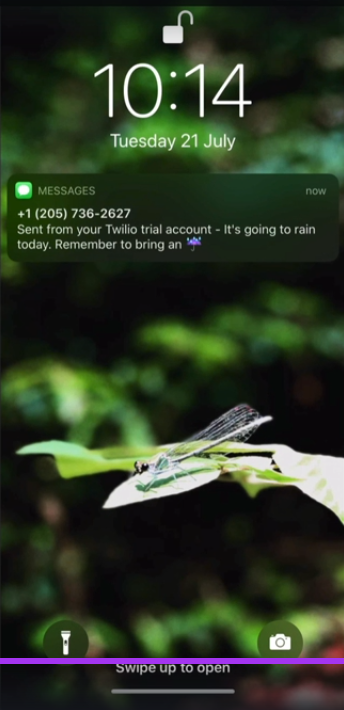 10:14
Tuesday 21 July
MESSAGES now
+1 (205) 736-2627
Sent from your Twilio trial account - It's going to rain
today. Remember to bring an ☔
Swipe up to open